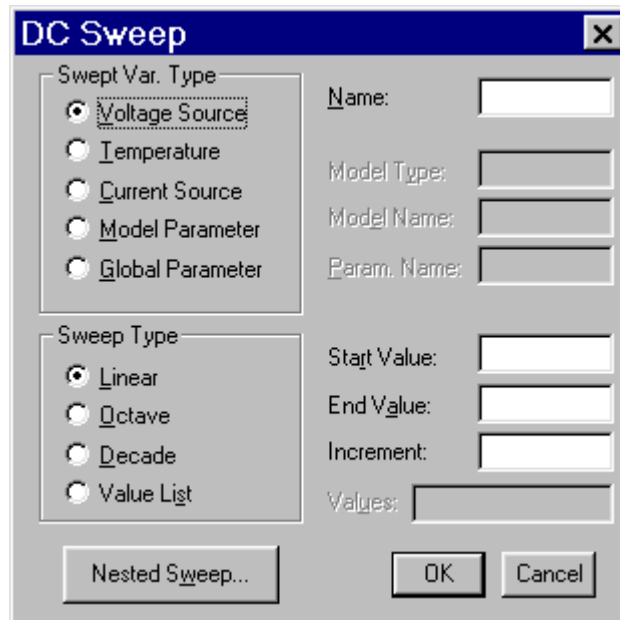 DC Sweep
Swept Var. Type
Voltage Source
Temperature
Current Source
Model Parameter
Global Parameter
Name:
Model Type:
Model Name:
Param. Name:
Sweep Type
Linear
Octave
Decade
Value List
Start Value:
End Value:
Increment:
Values:
Nested Sweep...
OK
Cancel